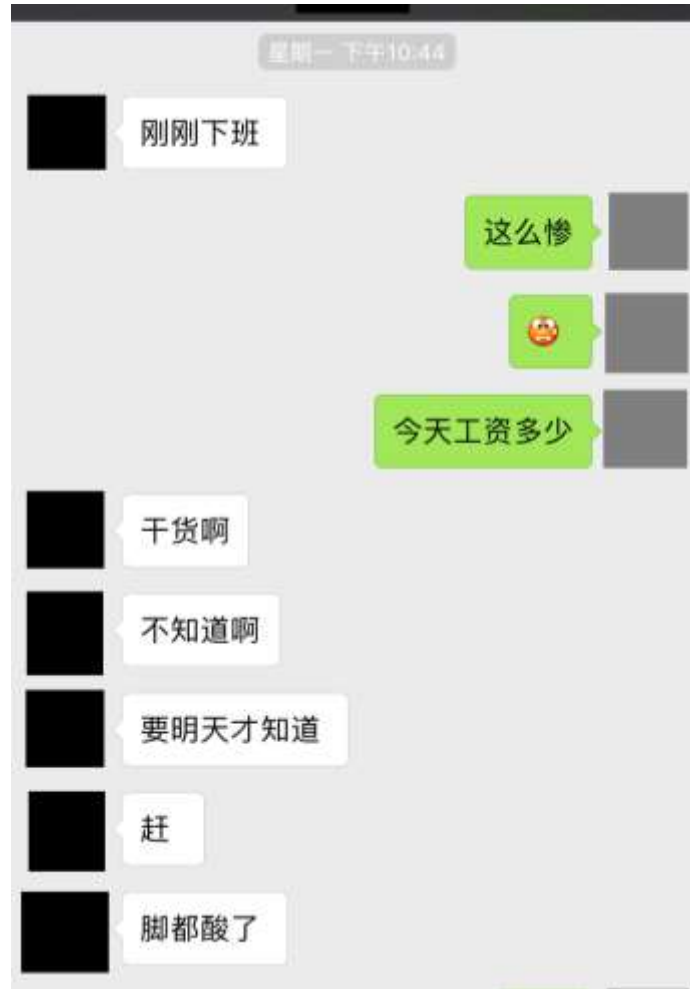 星期一 下午10:44
刚刚下班
这么惨
今天工资多少
干货啊
不知道啊
要明天才知道
赶
脚都酸了